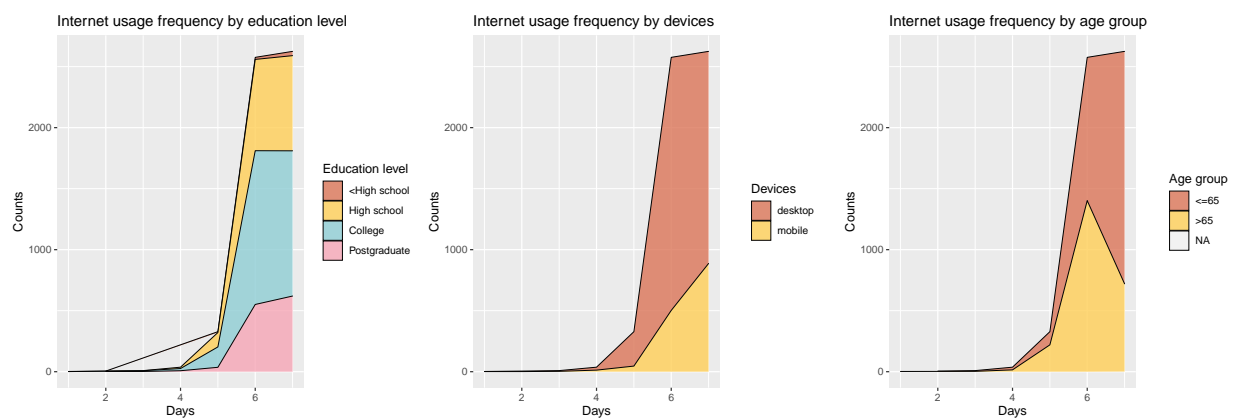 Internet usage frequency by education level
2000
1000
0
Counts
2
4
6
Days
Education level
<High school
High school
College
Postgraduate
Internet usage frequency by devices
2000
1000
0
Counts
2
4
6
Days
Devices
desktop
mobile
Internet usage frequency by age group
2000
1000
0
Counts
2
4
6
Days
Age group
<=65
>65
NA